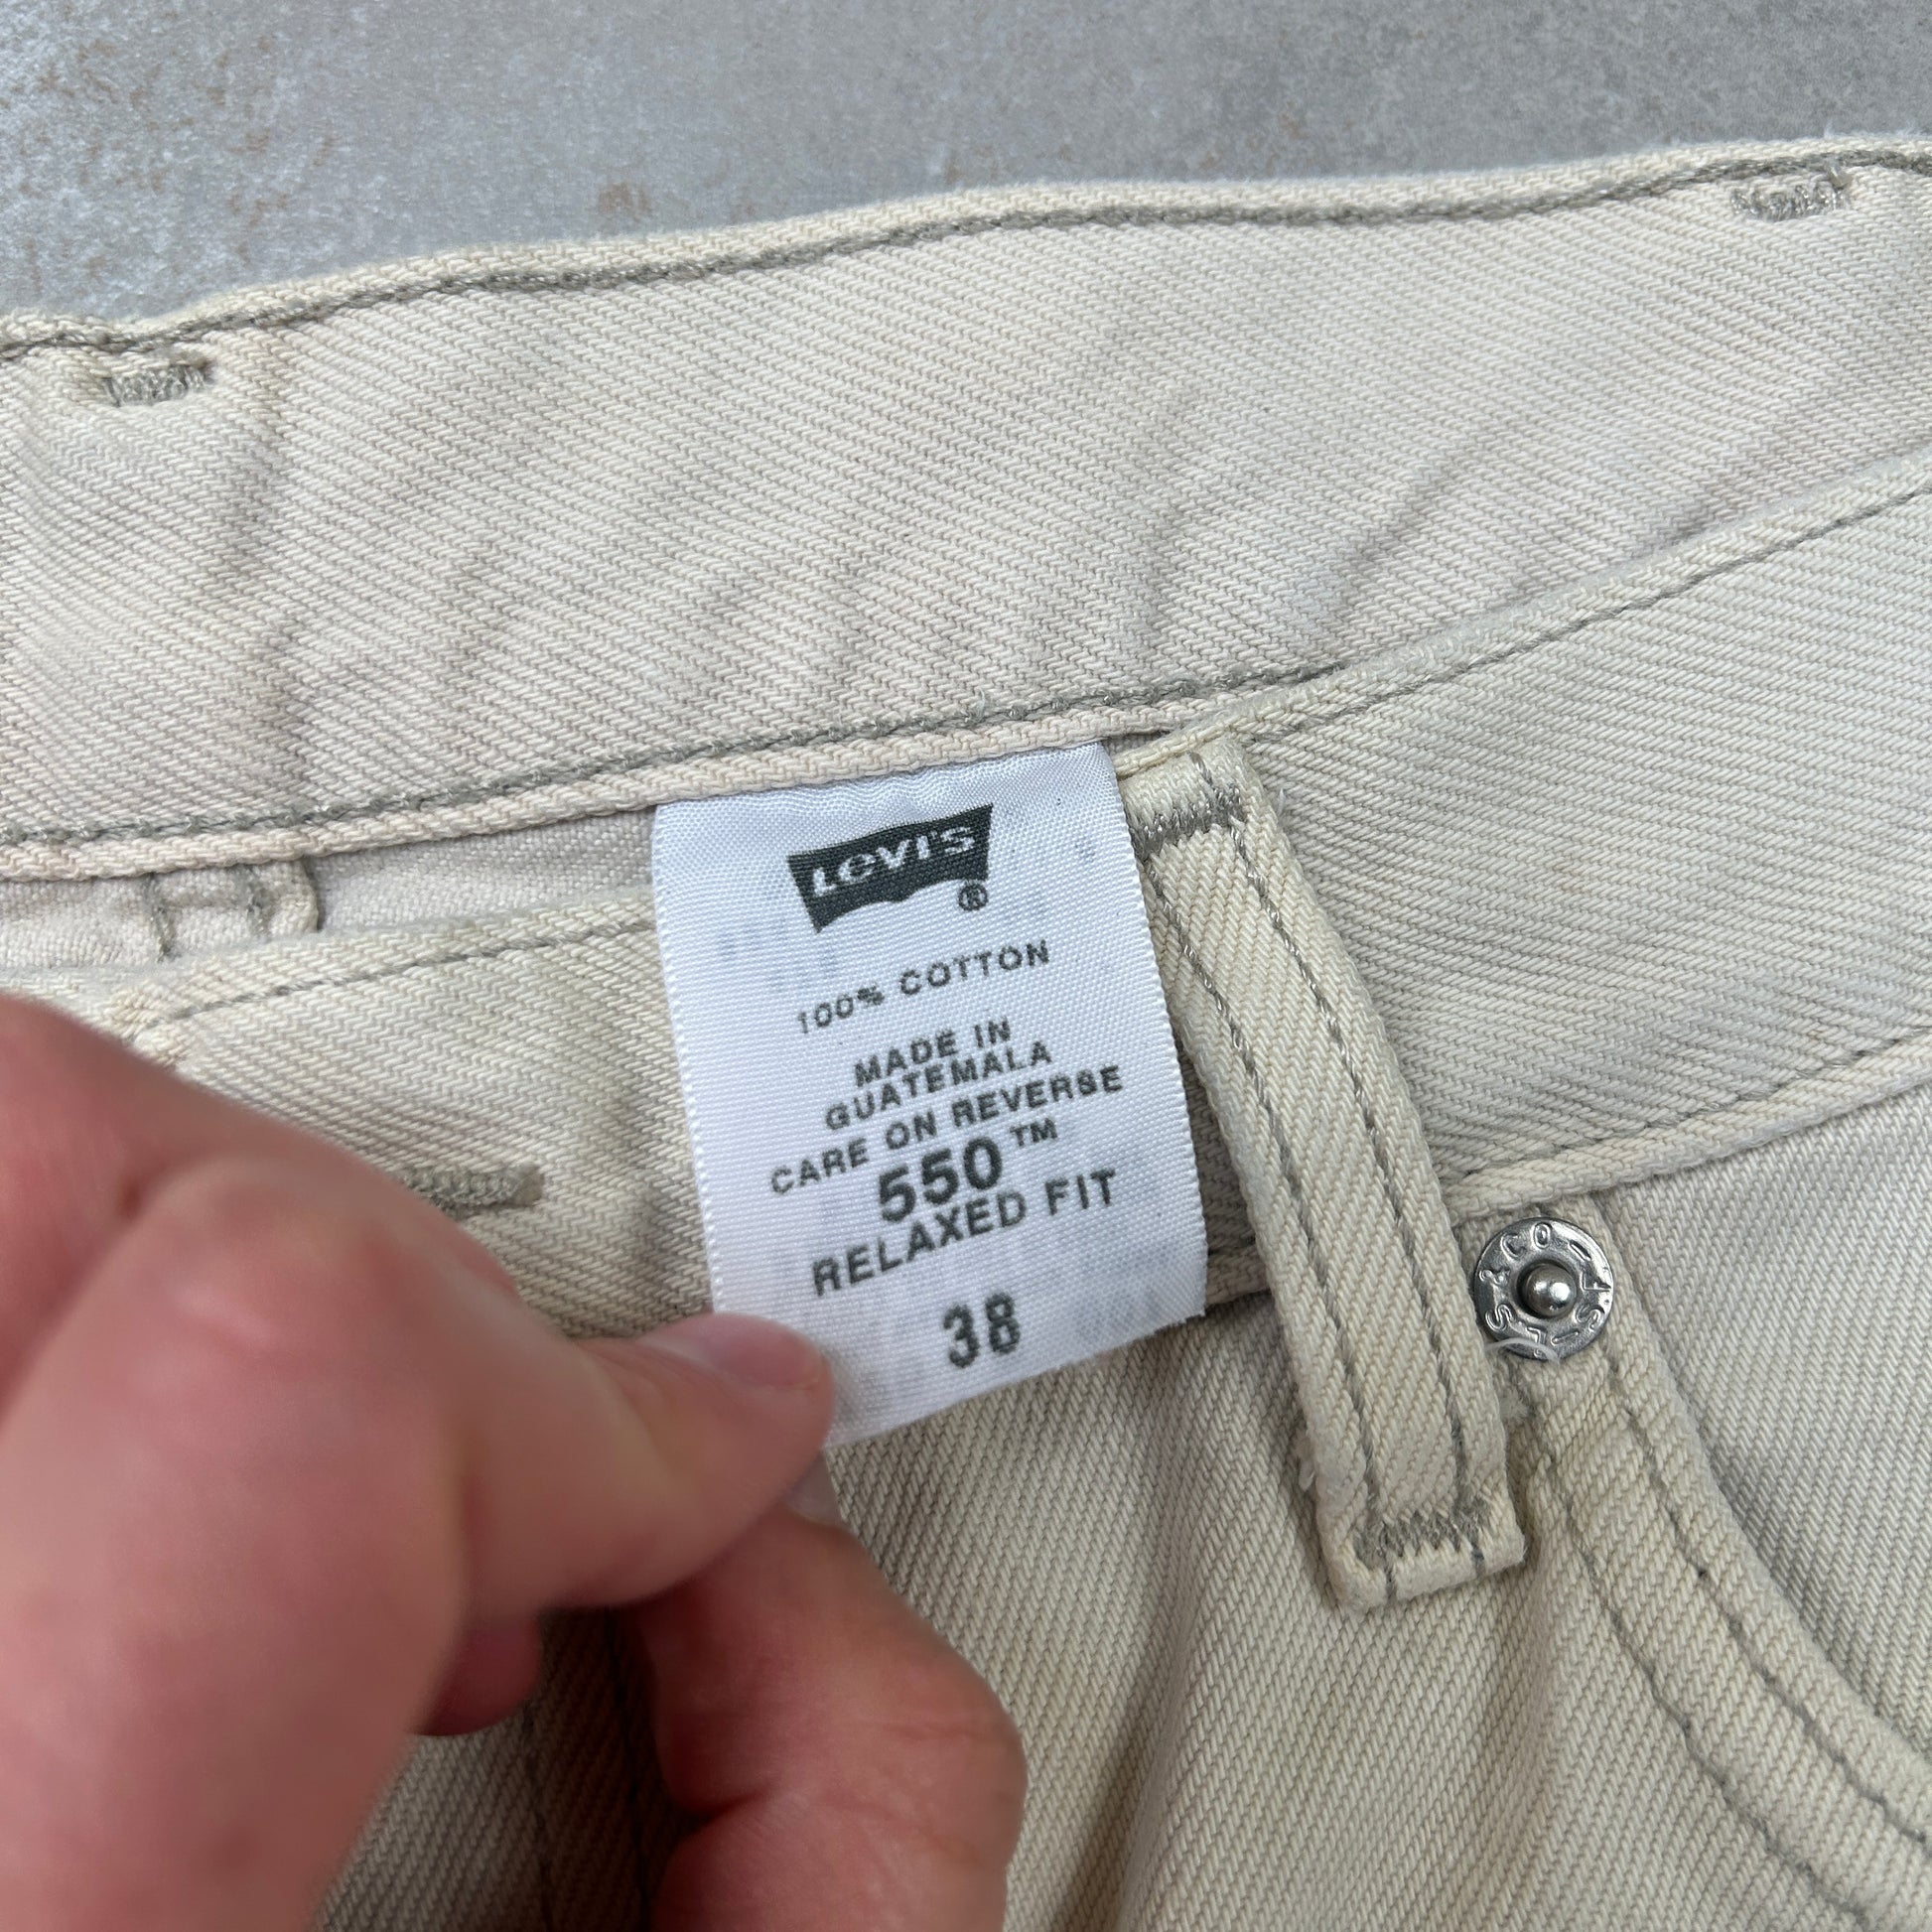 Levi's
®
100% COTTON
MADE IN
GUATEMALA
CARE ON REVERSE
550™
RELAXED FIT
38